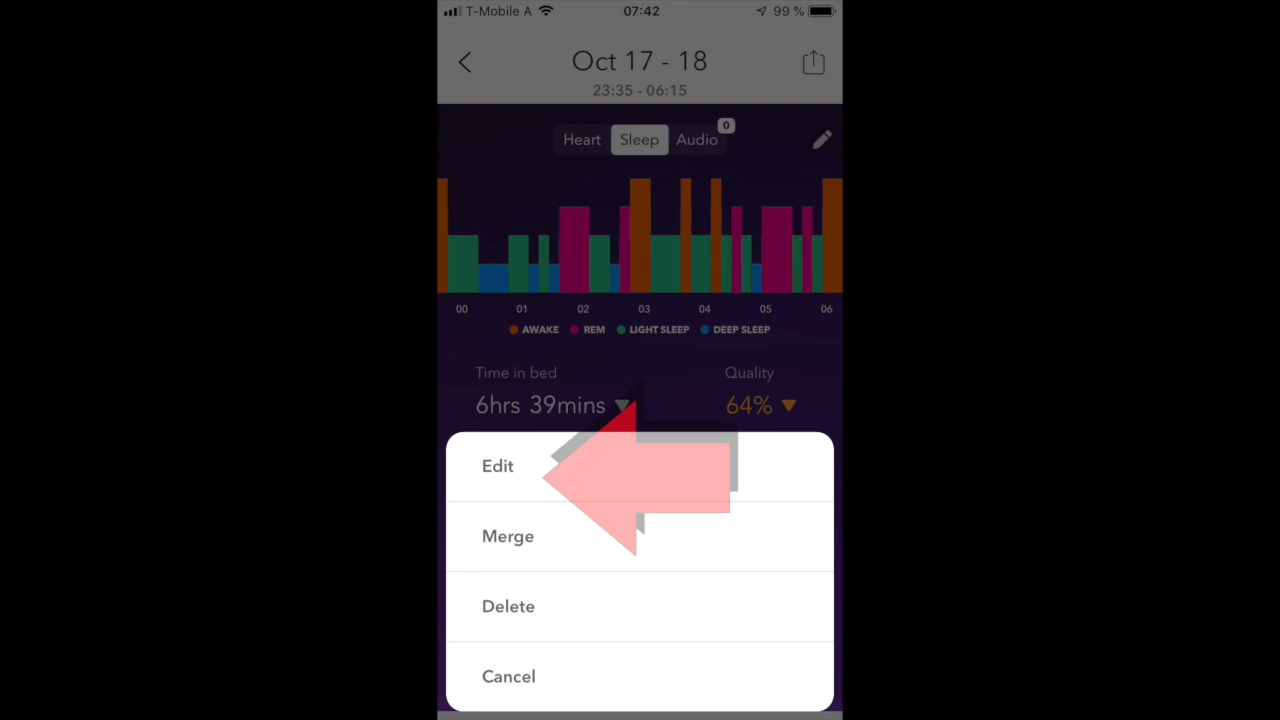 T-Mobile A 07:42 99 %
Oct 17 - 18
23:35 - 06:15
0
Heart Sleep Audio
00 01 02 03 04 05 06
AWAKE REM LIGHT SLEEP DEEP SLEEP
Time in bed Quality
6hrs 39mins 64%
Edit
Merge
Delete
Cancel